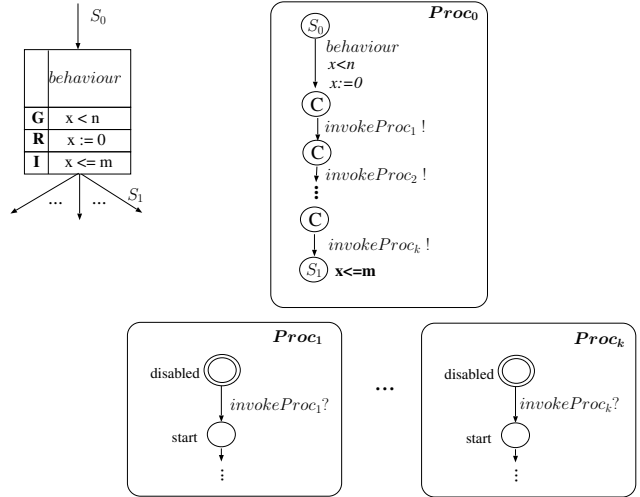 S₀
behaviour
G x < n
R x := 0
I x <= m
... ...
S₁
Proc₀
S₀
behaviour
x<n
x:=0
C
invokeProc₁ !
C
invokeProc₂ !
C
invokeProcₖ !
S₁ x<=m
Proc₁
disabled
invokeProc₁?
start
...
Procₖ
disabled
invokeProcₖ?
start